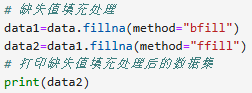 # 缺失值填充处理
data1=data.fillna(method="bfill")
data2=data1.fillna(method="ffill")
# 打印缺失值填充处理后的数据集
print(data2)